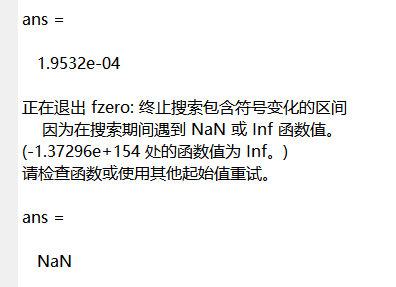 ans =
1.9532e-04
正在退出 fzero: 终止搜索包含符号变化的区间
因为在搜索期间遇到 NaN 或 Inf 函数值。
(-1.37296e+154 处的函数值为 Inf。)
请检查函数或使用其他起始值重试。
ans =
NaN